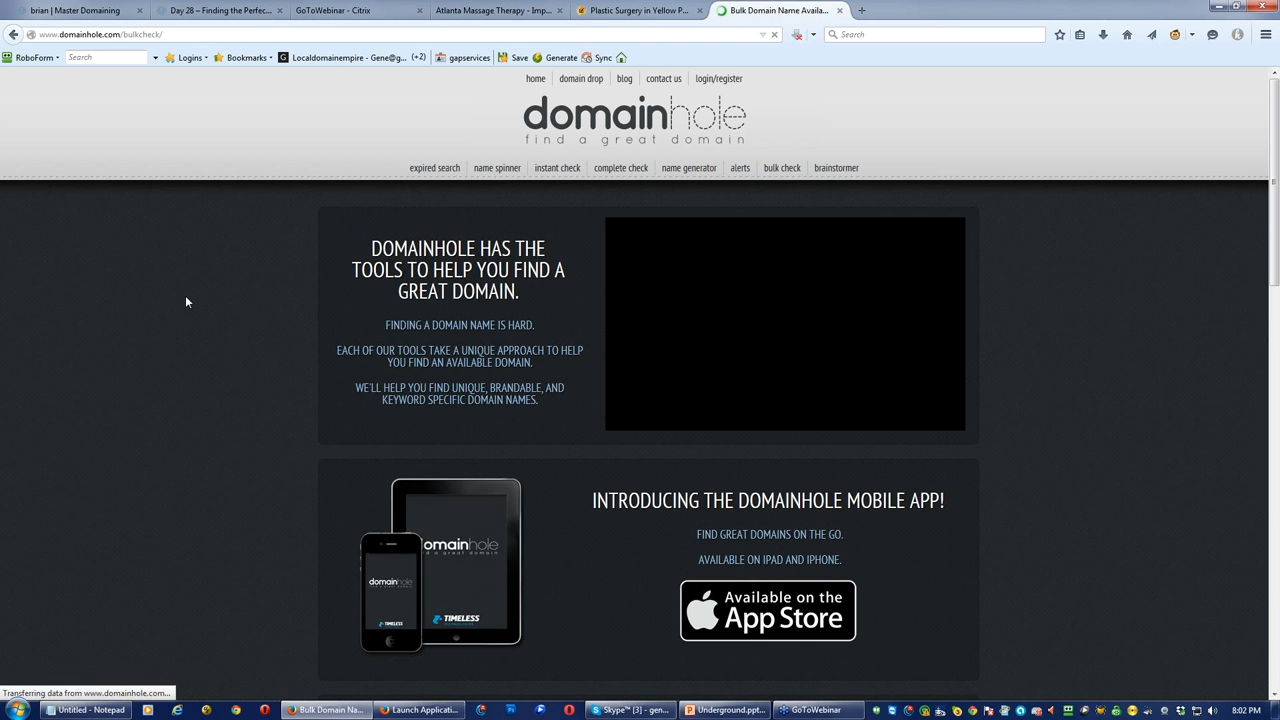 brian | Master Domaining
Day 28 – Finding the Perfec...
GoToWebinar - Citrix
Atlanta Massage Therapy - Imp...
Plastic Surgery in Yellow P...
Bulk Domain Name Availa...
www.domainhole.com/bulkcheck/
Search
RoboForm
Search
Logins
Bookmarks
Localdomainempire - Gene@g...
(+2)
gapservices
Save
Generate
Sync
home
domain drop
blog
contact us
login/register
domainhole
find a great domain
expired search
name spinner
instant check
complete check
name generator
alerts
bulk check
brainstormer
DOMAINHOLE HAS THE
TOOLS TO HELP YOU FIND A
GREAT DOMAIN.
FINDING A DOMAIN NAME IS HARD.
EACH OF OUR TOOLS TAKE A UNIQUE APPROACH TO HELP
YOU FIND AN AVAILABLE DOMAIN.
WE'LL HELP YOU FIND UNIQUE, BRANDABLE, AND
KEYWORD SPECIFIC DOMAIN NAMES.
INTRODUCING THE DOMAINHOLE MOBILE APP!
FIND GREAT DOMAINS ON THE GO.
AVAILABLE ON IPAD AND IPHONE.
Available on the
App Store
domainhole
TIMELESS
domainhole
TIMELESS
Transferring data from www.domainhole.com...
Untitled - Notepad
Bulk Domain Na...
Launch Applicati...
Skype™ [3] - gen...
Underground.ppt...
GoToWebinar
8:02 PM